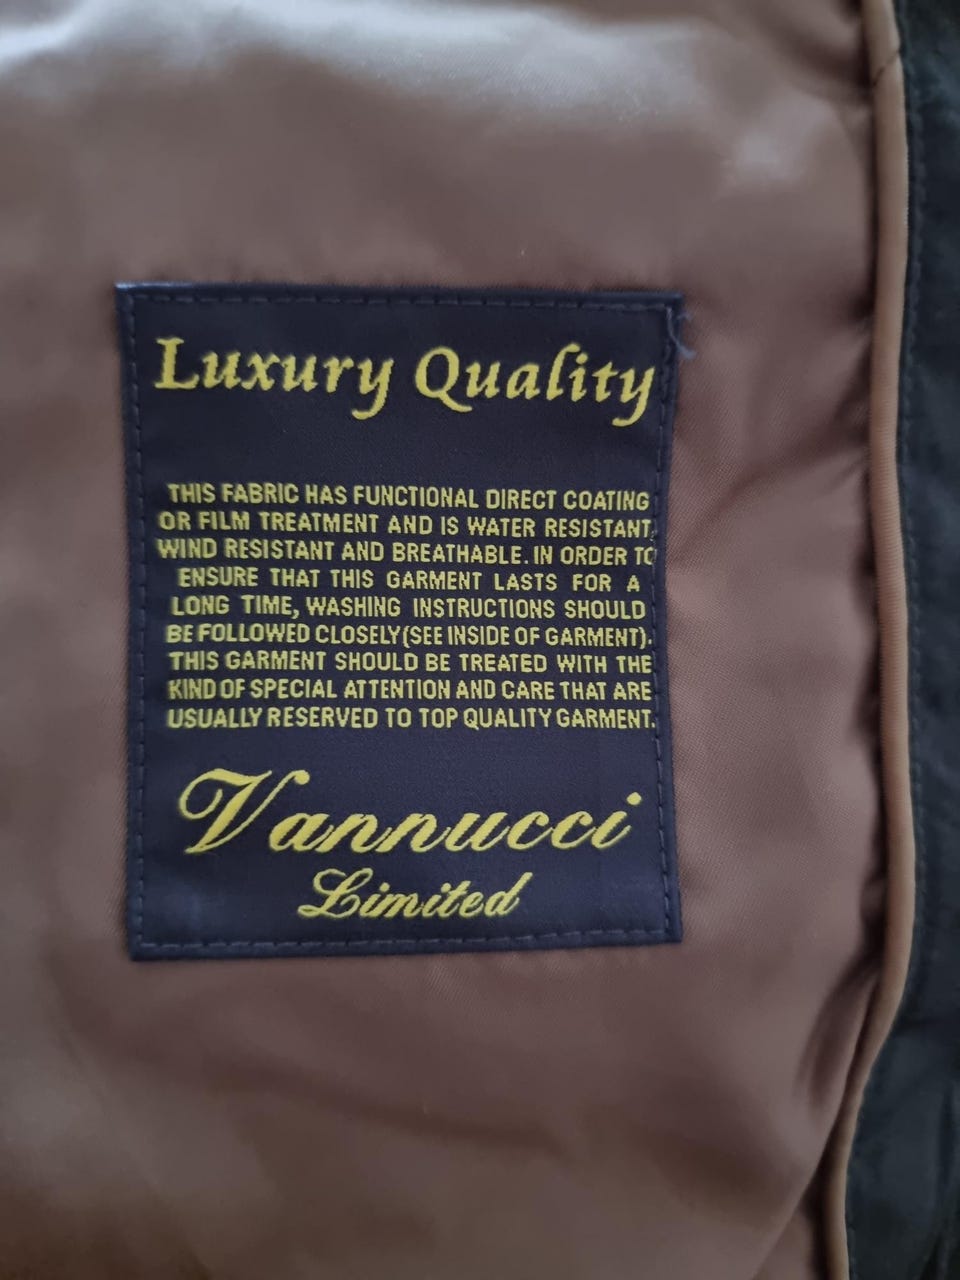 Luxury Quality
THIS FABRIC HAS FUNCTIONAL DIRECT COATING
OR FILM TREATMENT AND IS WATER RESISTANT,
WIND RESISTANT AND BREATHABLE. IN ORDER TO
ENSURE THAT THIS GARMENT LASTS FOR A
LONG TIME, WASHING INSTRUCTIONS SHOULD
BE FOLLOWED CLOSELY (SEE INSIDE OF GARMENT).
THIS GARMENT SHOULD BE TREATED WITH THE
KIND OF SPECIAL ATTENTION AND CARE THAT ARE
USUALLY RESERVED TO TOP QUALITY GARMENT.
Vannucci
Limited